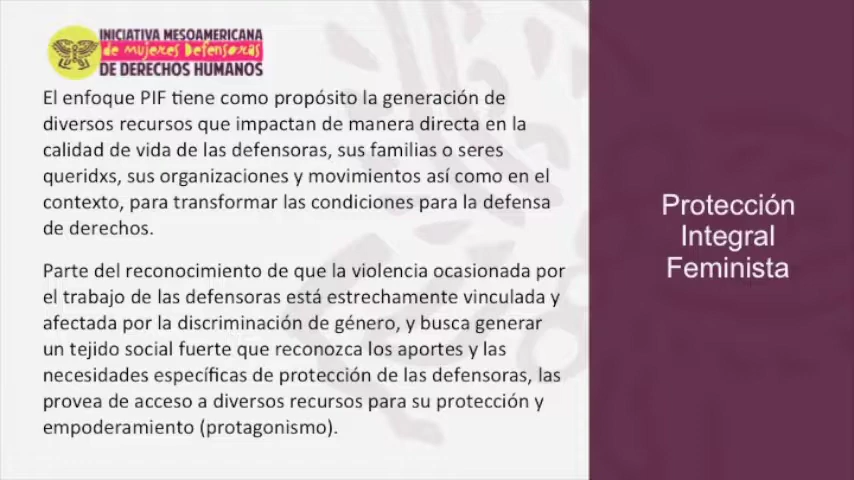 INICIATIVA MESOAMERICANA
de mujeres Defensoras
DE DERECHOS HUMANOS
El enfoque PIF tiene como propósito la generación de
diversos recursos que impactan de manera directa en la
calidad de vida de las defensoras, sus familias o seres
queridxs, sus organizaciones y movimientos así como en el
contexto, para transformar las condiciones para la defensa
de derechos.
Parte del reconocimiento de que la violencia ocasionada por
el trabajo de las defensoras está estrechamente vinculada y
afectada por la discriminación de género, y busca generar
un tejido social fuerte que reconozca los aportes y las
necesidades específicas de protección de las defensoras, las
provea de acceso a diversos recursos para su protección y
empoderamiento (protagonismo).
Protección
Integral
Feminista